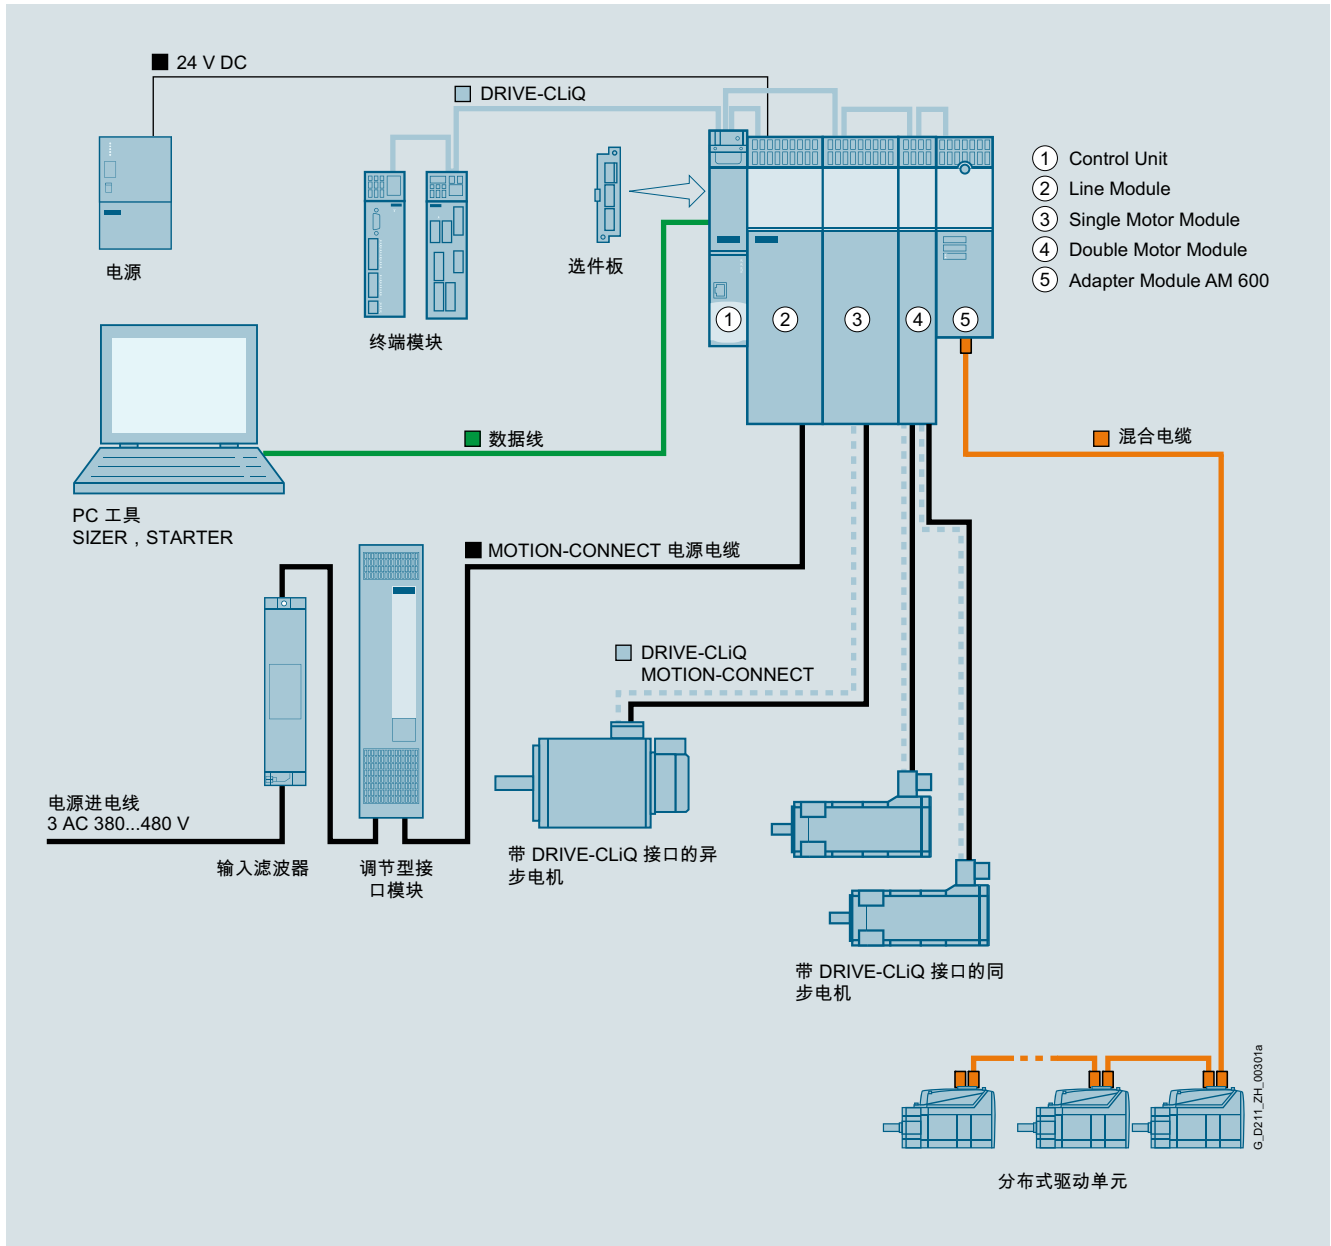 24 V DC
DRIVE-CLiQ
电源
终端模块
选件板
1 Control Unit
2 Line Module
3 Single Motor Module
4 Double Motor Module
5 Adapter Module AM 600
1
2
3
4
5
数据线
混合电缆
PC 工具
SIZER , STARTER
MOTION-CONNECT 电源电缆
DRIVE-CLiQ
MOTION-CONNECT
电源进电线
3 AC 380...480 V
输入滤波器
调节型接
口模块
带 DRIVE-CLiQ 接口的异
步电机
带 DRIVE-CLiQ 接口的同
步电机
分布式驱动单元
G_D211_ZH_00301a